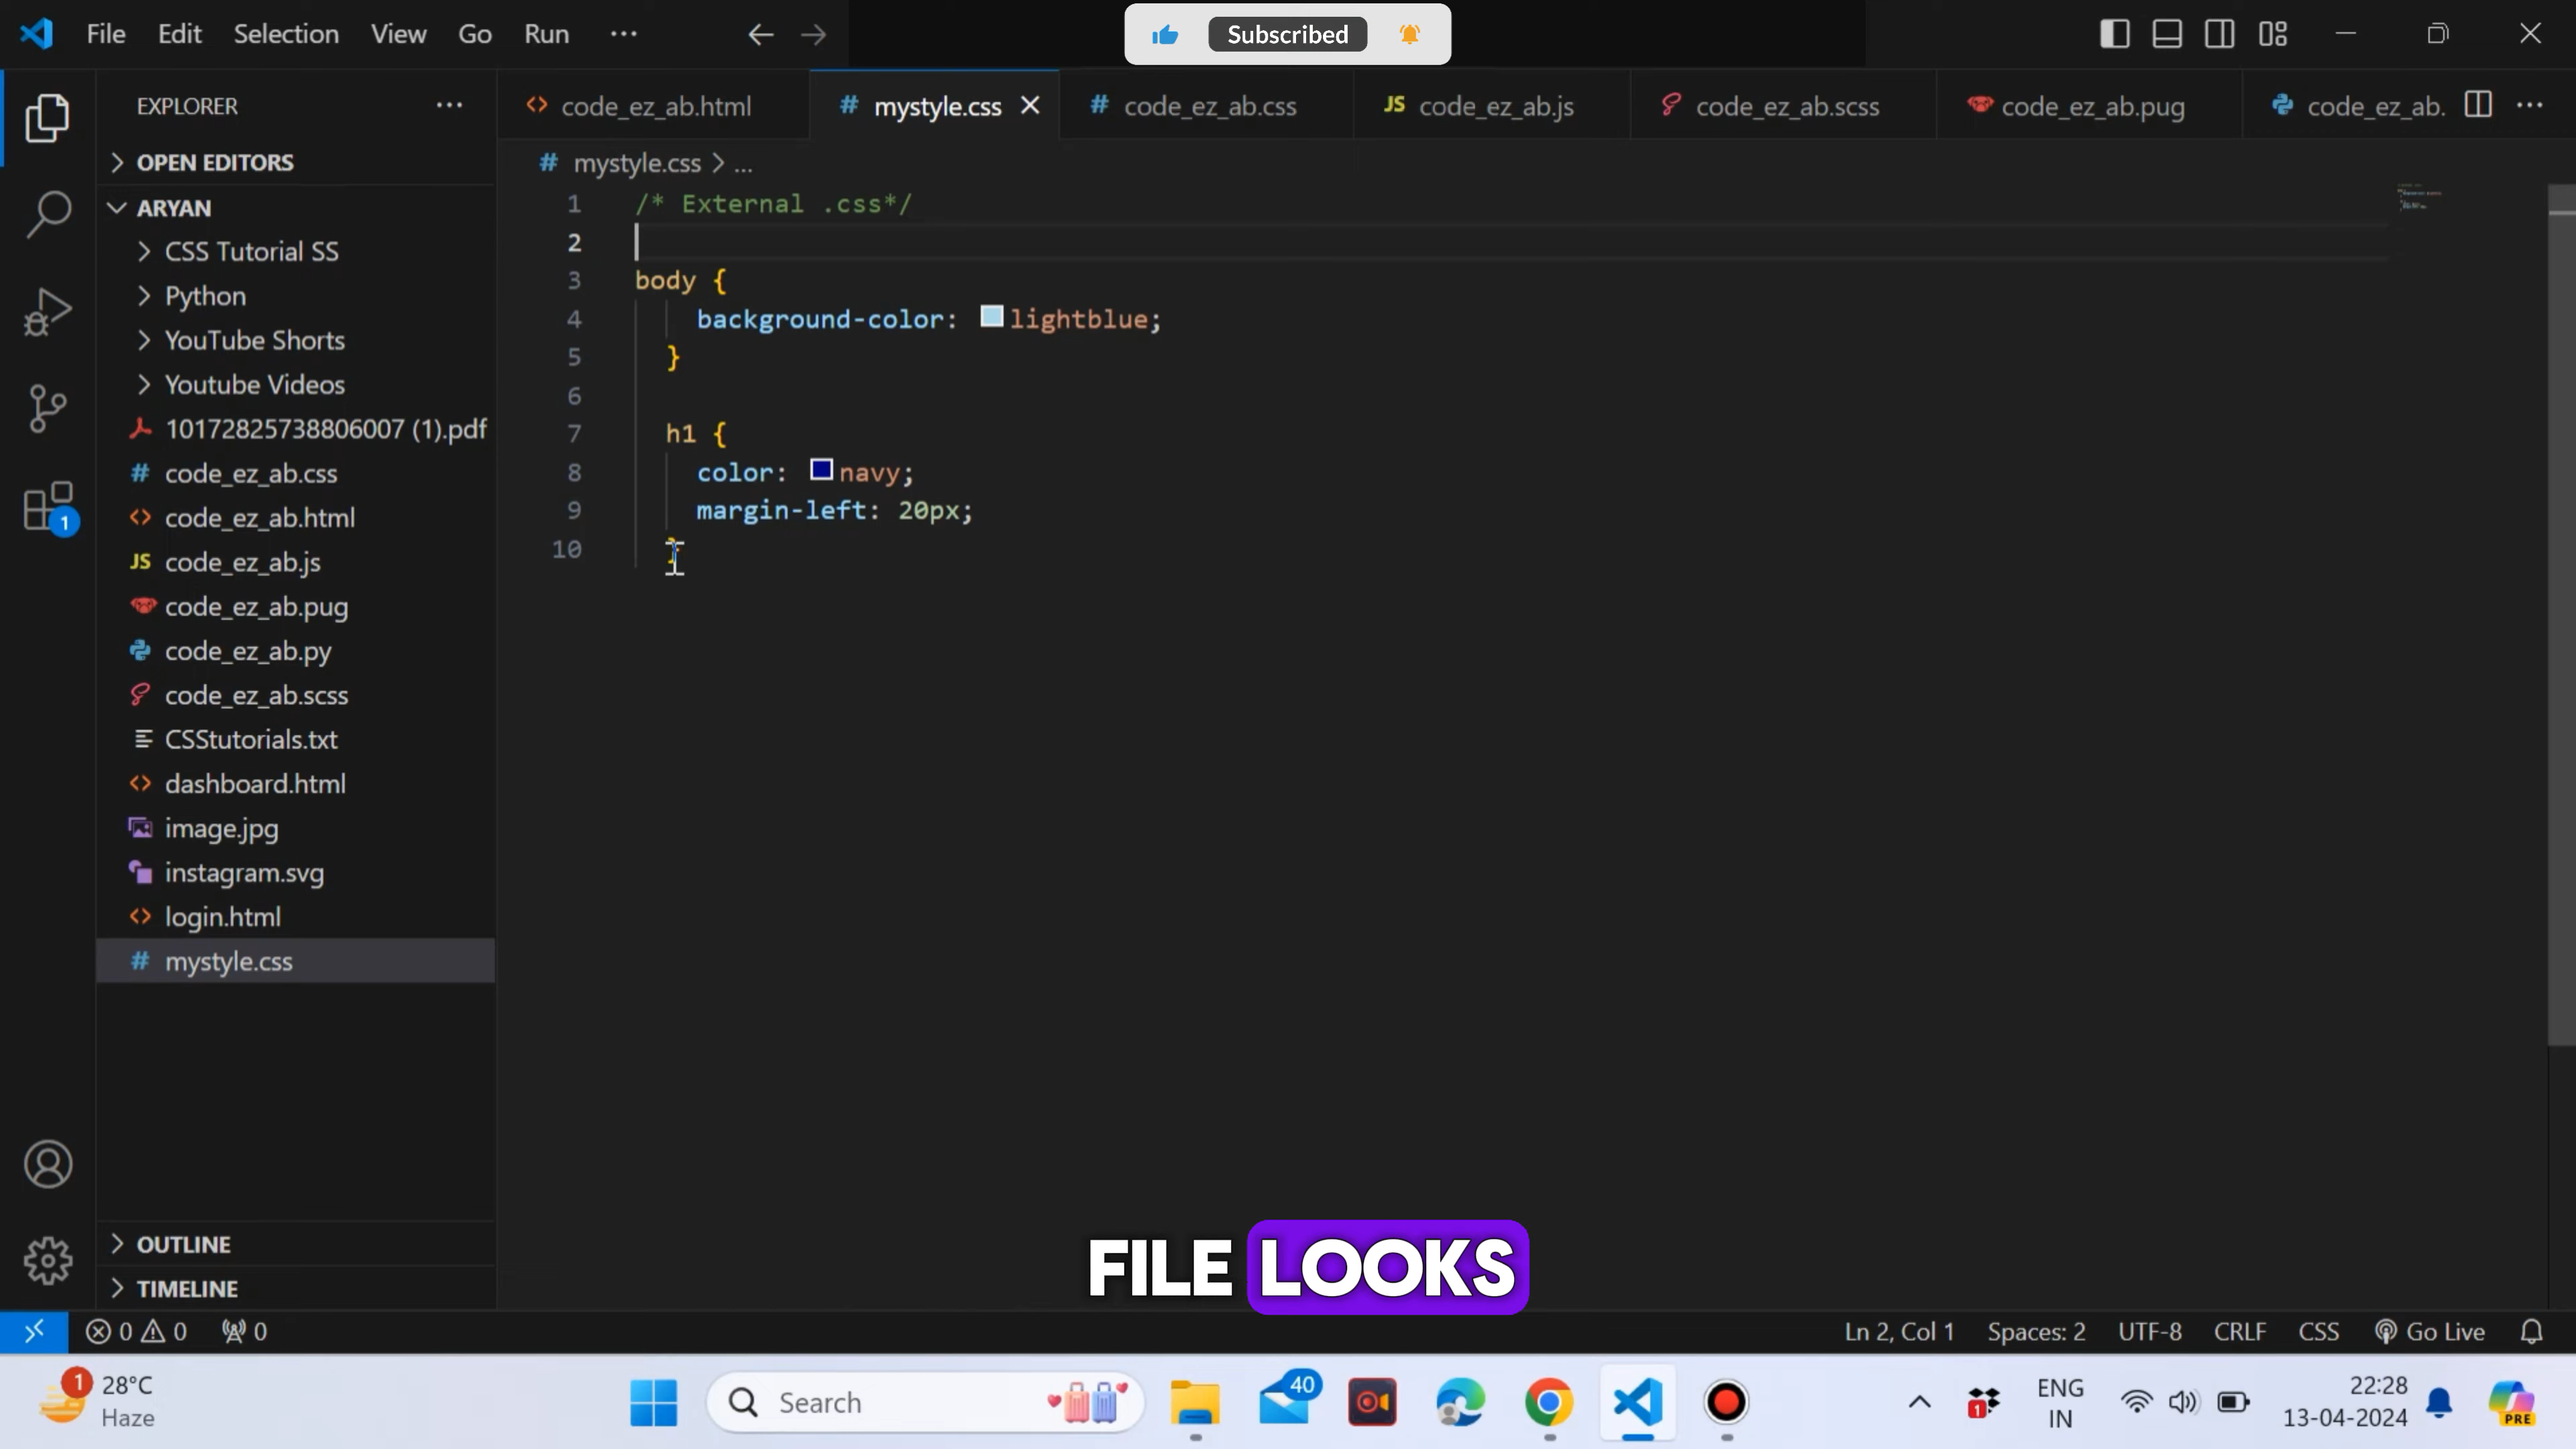 File Edit Selection View Go Run ···
Subscribed
EXPLORER ···
OPEN EDITORS
ARYAN
CSS Tutorial SS
Python
YouTube Shorts
Youtube Videos
10172825738806007 (1).pdf
# code_ez_ab.css
<> code_ez_ab.html
JS code_ez_ab.js
code_ez_ab.pug
code_ez_ab.py
code_ez_ab.scss
CSStutorials.txt
<> dashboard.html
image.jpg
instagram.svg
<> login.html
# mystyle.css
OUTLINE
TIMELINE
1
<> code_ez_ab.html # mystyle.css # code_ez_ab.css JS code_ez_ab.js code_ez_ab.scss code_ez_ab.pug code_ez_ab. ···
# mystyle.css > ...
1 /* External .css*/
2
3 body {
4 background-color: lightblue;
5 }
6
7 h1 {
8 color: navy;
9 margin-left: 20px;
10 }
FILE LOOKS
0 0 0 Ln 2, Col 1 Spaces: 2 UTF-8 CRLF CSS Go Live
1 28°C
Haze
Search
40
1
ENG
IN
22:28
13-04-2024
PRE